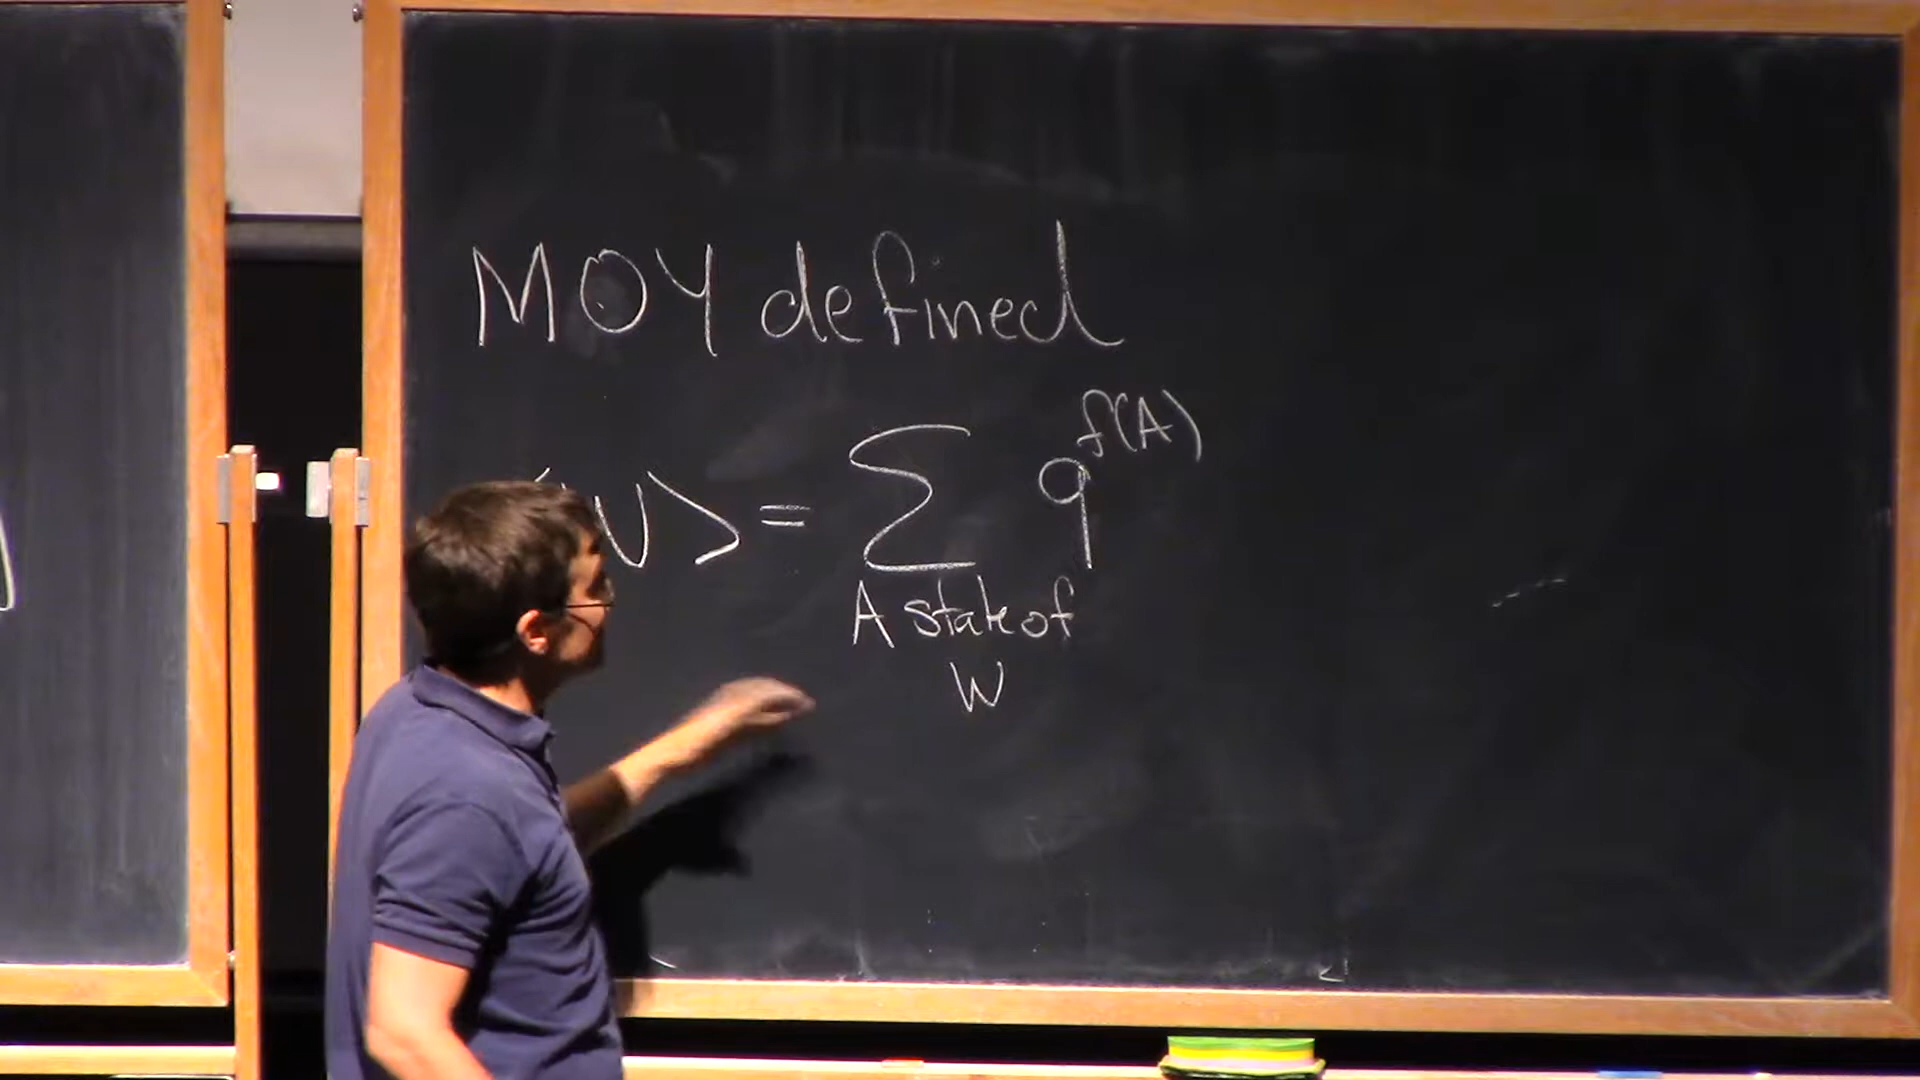 MOY defined
<W> = Σ q^{f(A)}
A state of
W